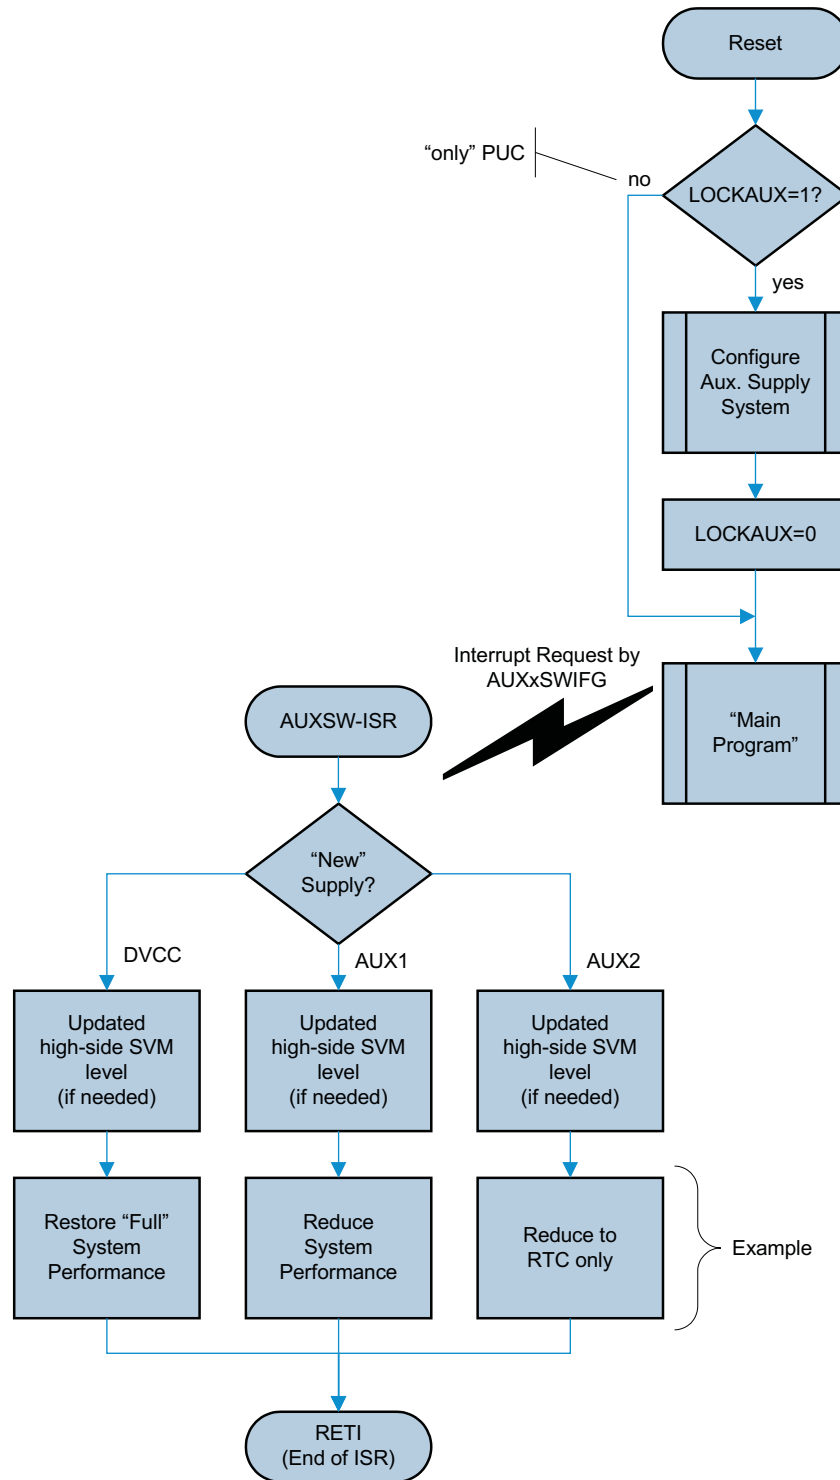 Reset
“only” PUC
no
LOCKAUX=1?
yes
Configure
Aux. Supply
System
LOCKAUX=0
Interrupt Request by
AUXxSWIFG
“Main
Program”
AUXSW-ISR
“New”
Supply?
DVCC
AUX1
AUX2
Updated
high-side SVM
level
(if needed)
Updated
high-side SVM
level
(if needed)
Updated
high-side SVM
level
(if needed)
Restore “Full”
System
Performance
Reduce
System
Performance
Reduce to
RTC only
Example
RETI
(End of ISR)